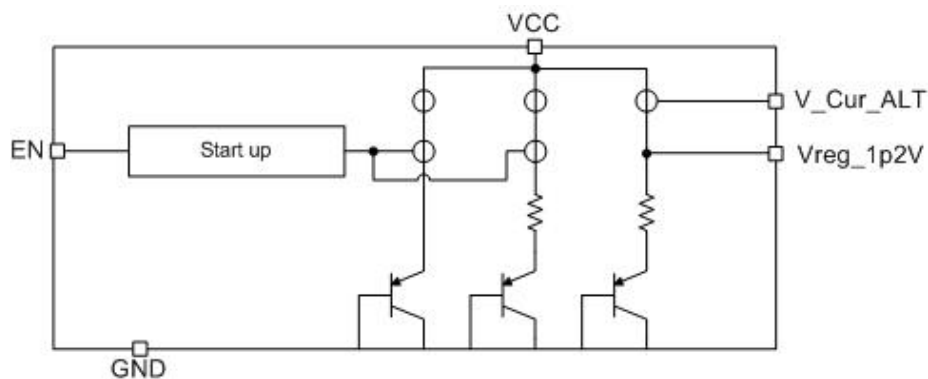 VCC
V_Cur_ALT
EN
Start up
Vreg_1p2V
GND